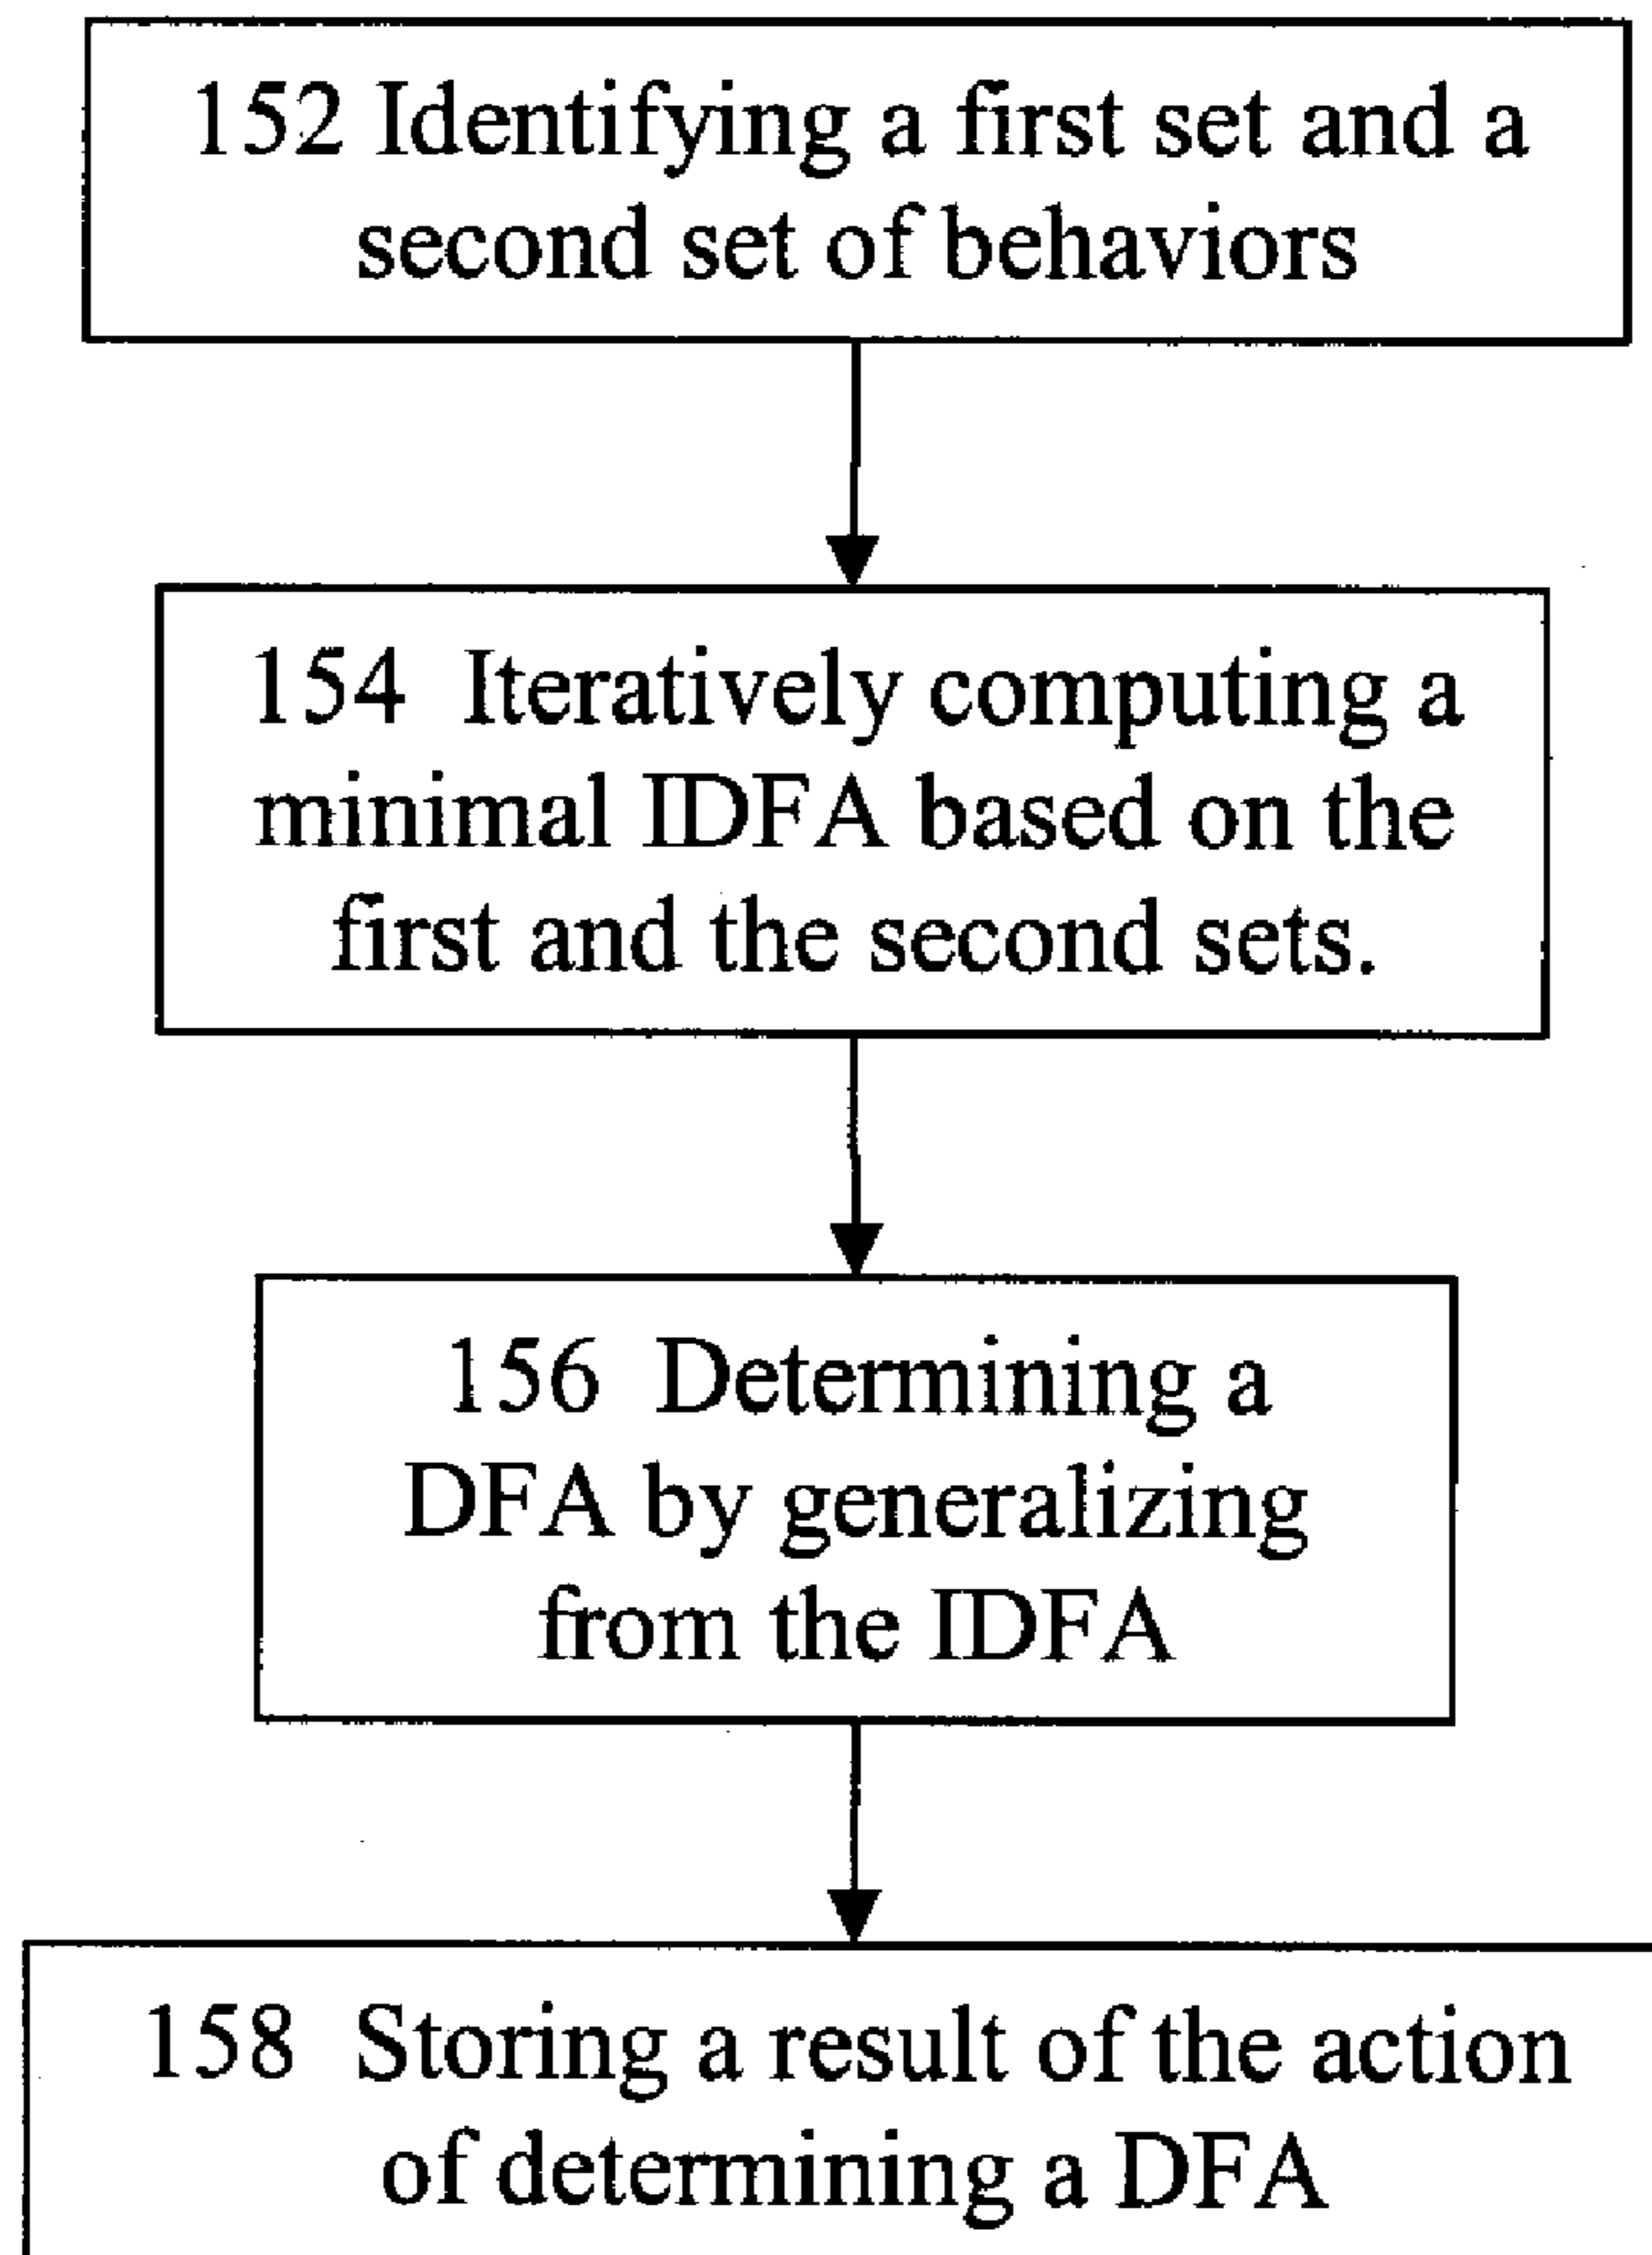 152 Identifying a first set and a
second set of behaviors
154 Iteratively computing a
minimal IDFA based on the
first and the second sets.
156 Determining a
DFA by generalizing
from the IDFA
158 Storing a result of the action
of determining a DFA